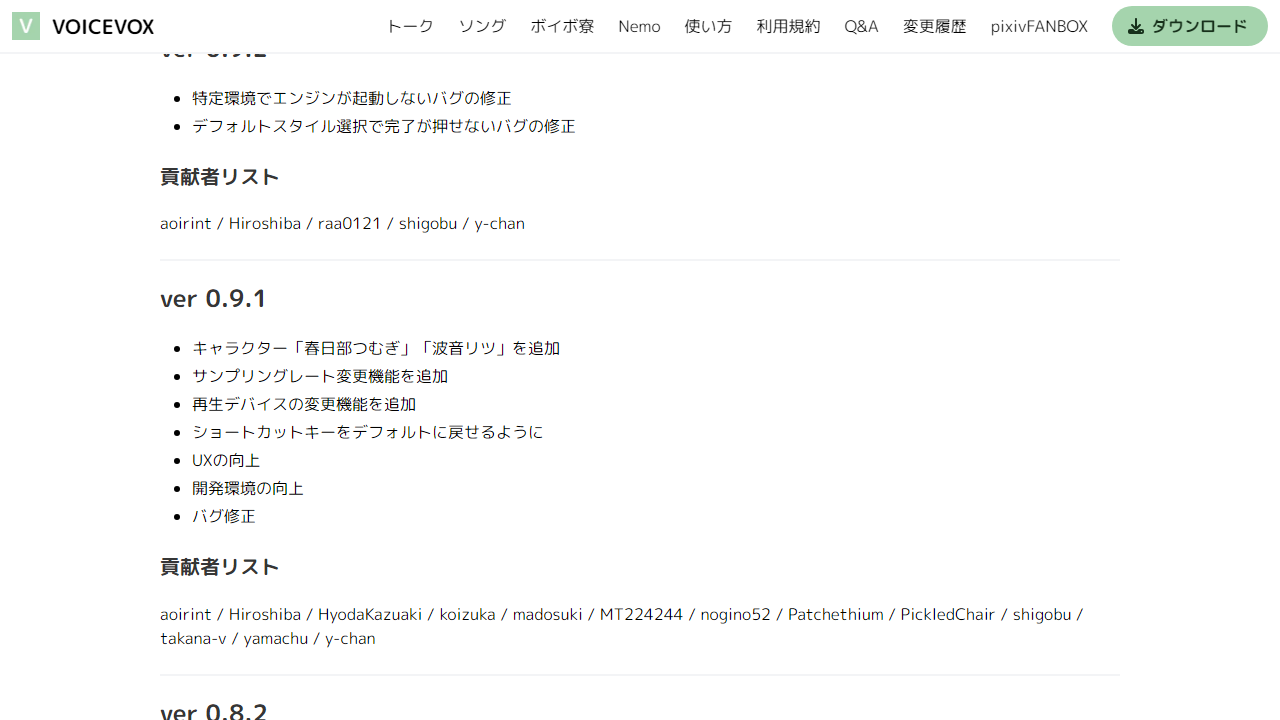 VOICEVOX トーク ソング ボイボ寮 Nemo 使い方 利用規約 Q&A 変更履歴 pixivFANBOX ダウンロード
ver 0.9.2
特定環境でエンジンが起動しないバグの修正
デフォルトスタイル選択で完了が押せないバグの修正
貢献者リスト
aoirint / Hiroshiba / raa0121 / shigobu / y-chan
ver 0.9.1
キャラクター「春日部つむぎ」「波音リツ」を追加
サンプリングレート変更機能を追加
再生デバイスの変更機能を追加
ショートカットキーをデフォルトに戻せるように
UXの向上
開発環境の向上
バグ修正
貢献者リスト
aoirint / Hiroshiba / HyodaKazuaki / koizuka / madosuki / MT224244 / nogino52 / Patchethium / PickledChair / shigobu /
takana-v / yamachu / y-chan
ver 0.8.2